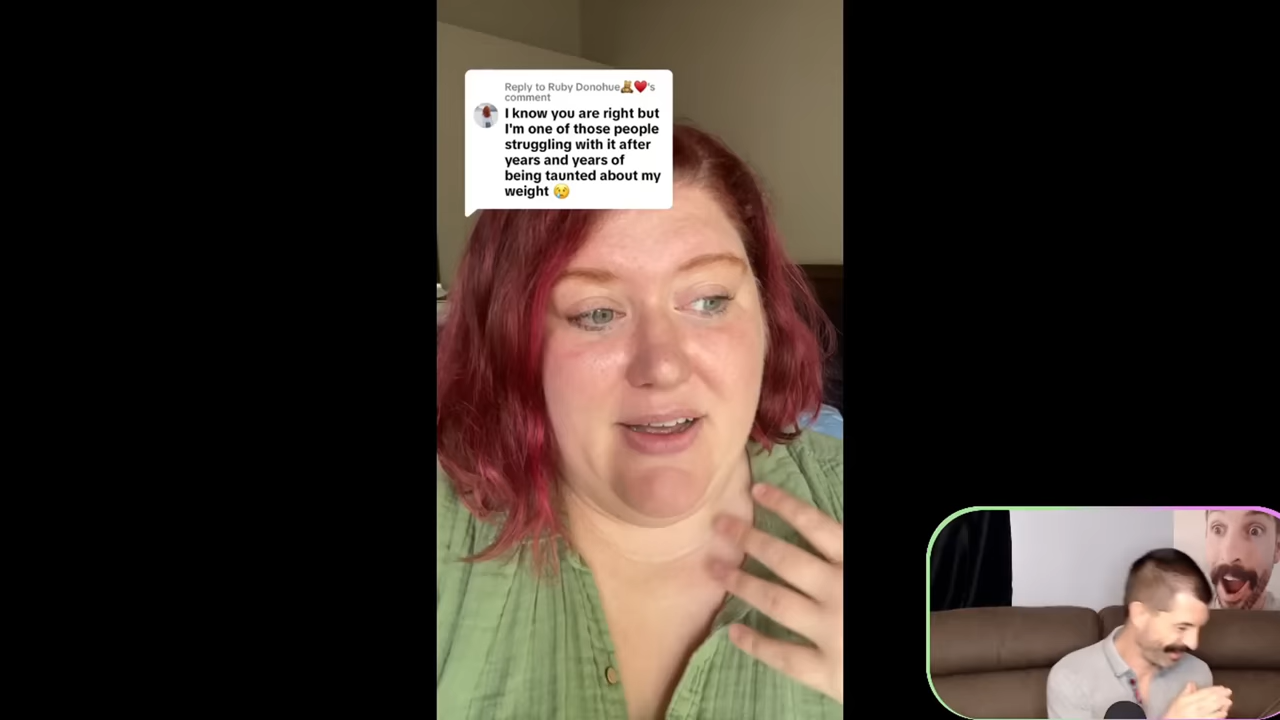 Reply to Ruby Donohue🧸❤️'s
comment
I know you are right but
I'm one of those people
struggling with it after
years and years of
being taunted about my
weight 😢